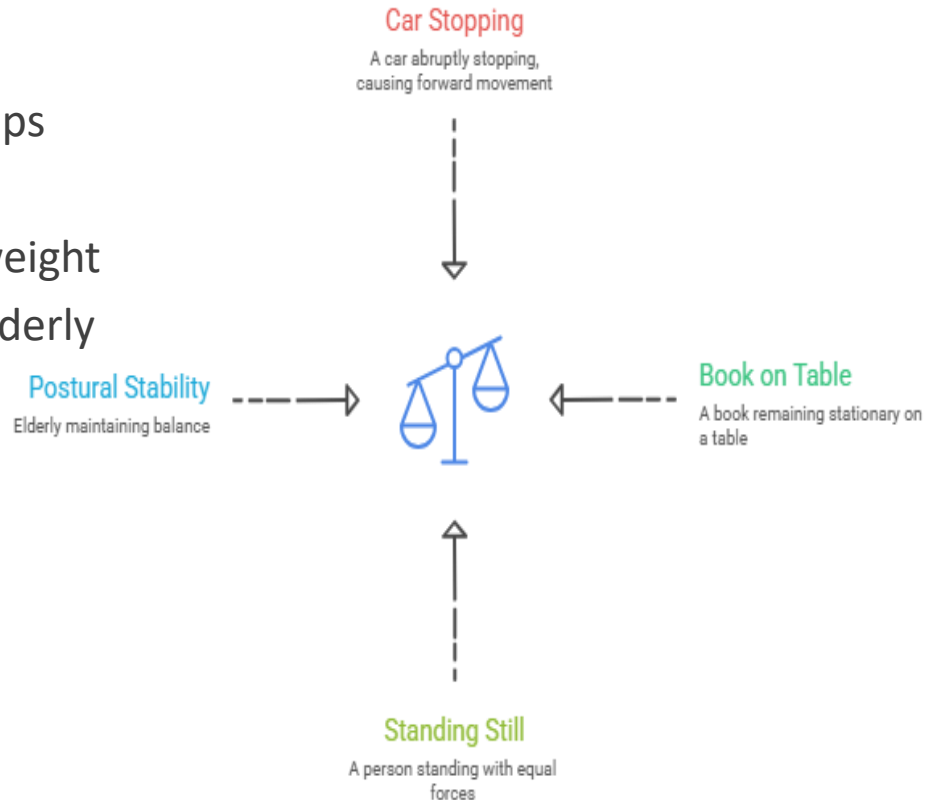 Car Stopping
A car abruptly stopping,
causing forward movement
ps
weight
derly
Postural Stability
Elderly maintaining balance
Book on Table
A book remaining stationary on
a table
Standing Still
A person standing with equal
forces